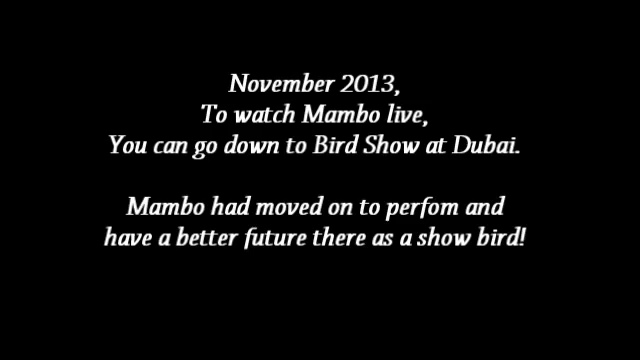 November 2013,
To watch Mambo live,
You can go down to Bird Show at Dubai.
Mambo had moved on to perfom and
have a better future there as a show bird!